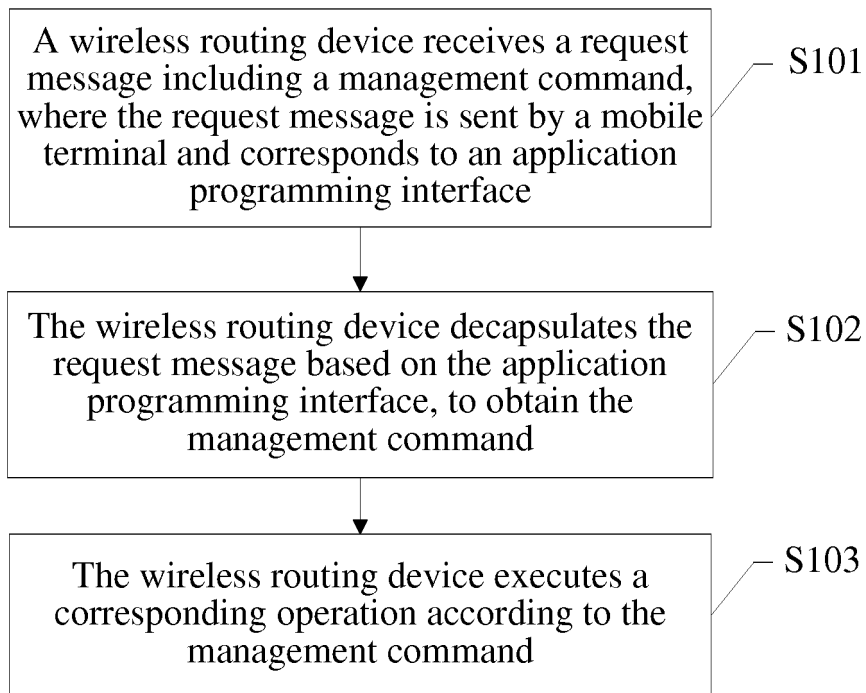 A wireless routing device receives a request
message including a management command,
where the request message is sent by a mobile
terminal and corresponds to an application
programming interface
S101
The wireless routing device decapsulates the
request message based on the application
programming interface, to obtain the
management command
S102
The wireless routing device executes a
corresponding operation according to the
management command
S103